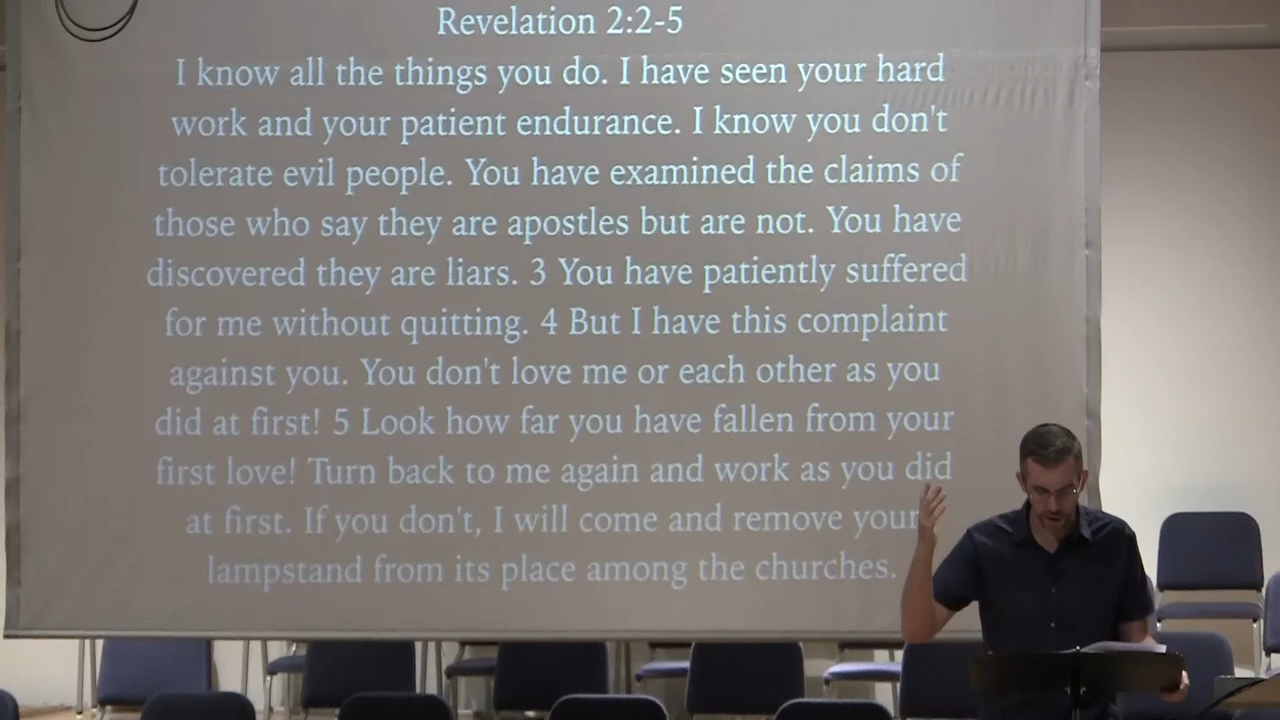 Revelation 2:2-5
I know all the things you do. I have seen your hard
work and your patient endurance. I know you don't
tolerate evil people. You have examined the claims of
those who say they are apostles but are not. You have
discovered they are liars. 3 You have patiently suffered
for me without quitting. 4 But I have this complaint
against you. You don't love me or each other as you
did at first! 5 Look how far you have fallen from your
first love! Turn back to me again and work as you did
at first. If you don't, I will come and remove your
lampstand from its place among the churches.